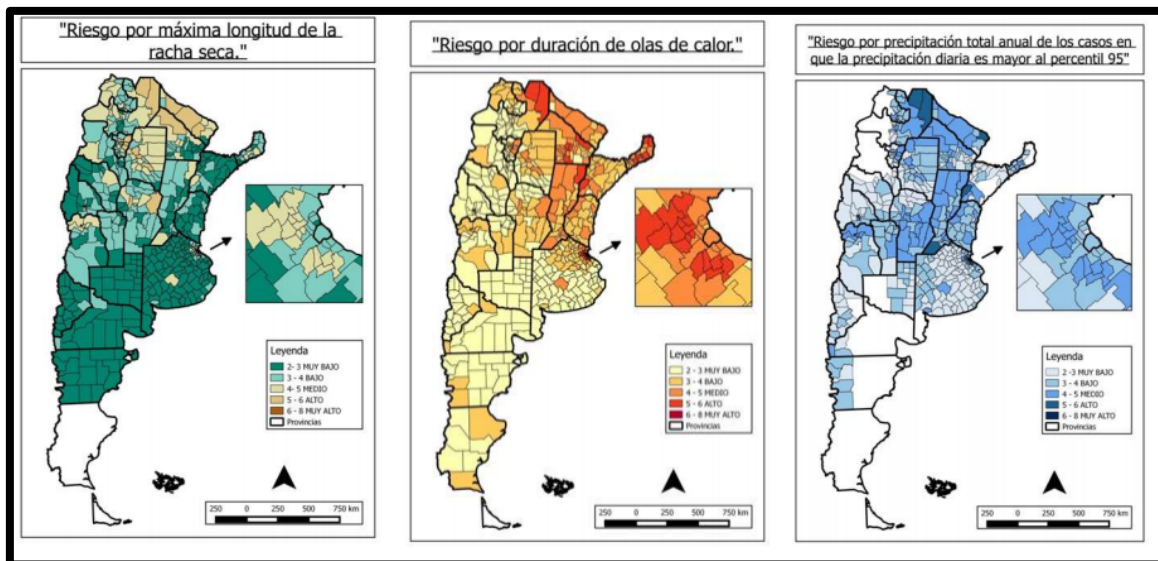 "Riesgo por máxima longitud de la
racha seca."
Leyenda
2- 3 MUY BAJO
3 - 4 BAJO
4- 5 MEDIO
5 - 6 ALTO
6 - 8 MUY ALTO
Provincias
250 0 250 500 750 km
"Riesgo por duración de olas de calor."
Leyenda
2 - 3 MUY BAJO
3 - 4 BAJO
4 - 5 MEDIO
5 - 6 ALTO
6 - 8 MUY ALTO
Provincias
250 0 250 500 750 km
"Riesgo por precipitación total anual de los casos en
que la precipitación diaria es mayor al percentil 95"
Leyenda
2 -3 MUY BAJO
3 - 4 BAJO
4 - 5 MEDIO
5 - 6 ALTO
6 - 8 MUY ALTO
Provincias
250 0 250 500 750 km